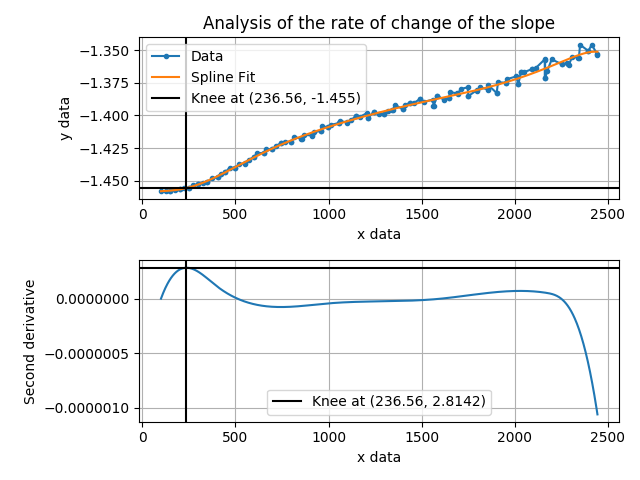 Analysis of the rate of change of the slope
Data
Spline Fit
Knee at (236.56, -1.455)
y data
−1.350
−1.375
−1.400
−1.425
−1.450
0 500 1000 1500 2000 2500
x data
Second derivative
0.0000000
−0.0000005
−0.0000010
Knee at (236.56, 2.8142)
0 500 1000 1500 2000 2500
x data